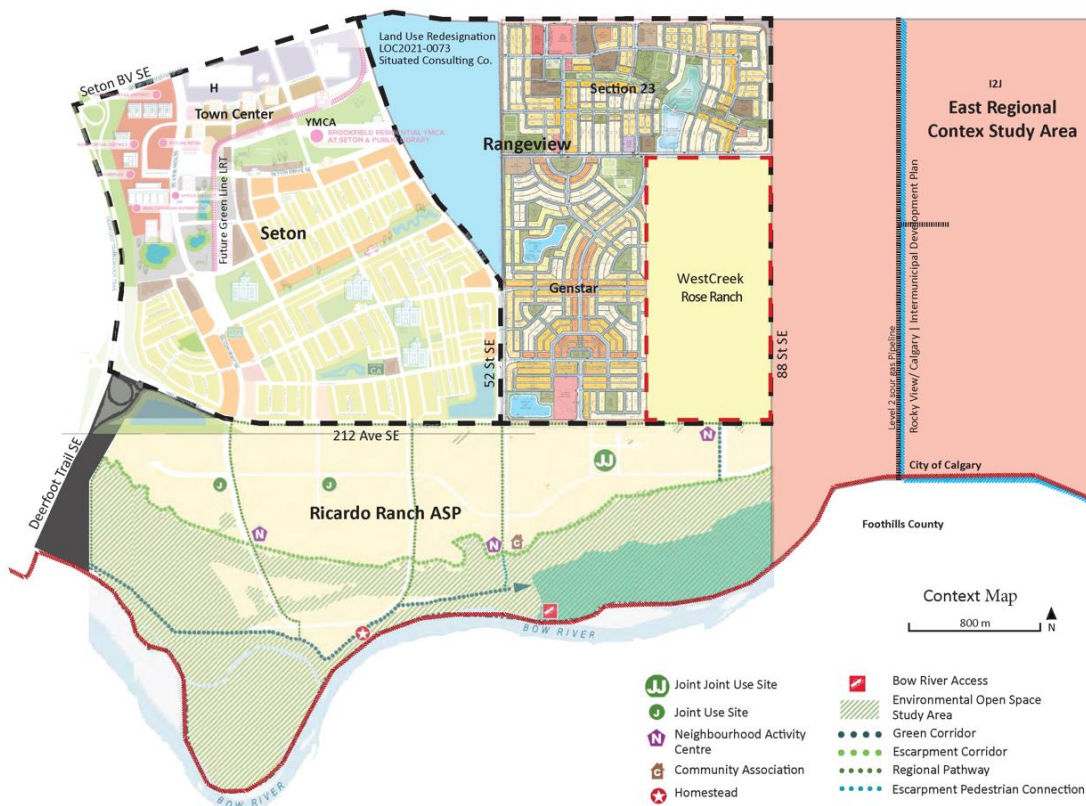 Land Use Redesignation
LOC2021-0073
Situated Consulting Co.
Seton BV SE
H
Town Center
YMCA
BROOKFIELD RESIDENTIAL YMCA
AT SETON & PUBLIC LIBRARY
Future Green Line LRT
Seton
CA
Section 23
Rangeview
Genstar
WestCreek
Rose Ranch
52 St SE
88 St SE
I2J
East Regional
Contex Study Area
Level 2 sour gas Pipeline
Rocky View/ Calgary | Intermunicipal Development Plan
City of Calgary
Foothills County
212 Ave SE
Deerfoot Trail SE
JJ
J
J
N
Ricardo Ranch ASP
N
N
C
BOW RIVER
BOW RIVER
Context Map
800 m
N
JJ Joint Joint Use Site
J Joint Use Site
N Neighbourhood Activity
Centre
C Community Association
Homestead
Bow River Access
Environmental Open Space
Study Area
Green Corridor
Escarpment Corridor
Regional Pathway
Escarpment Pedestrian Connection